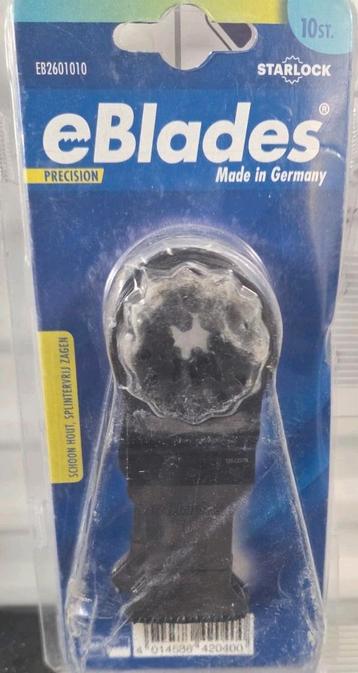 10ST.
EB2601010
STARLOCK
eBlades®
PRECISION
Made in Germany
SCHOON HOUT, SPLINTERVRIJ ZAGEN
4 014586 420400